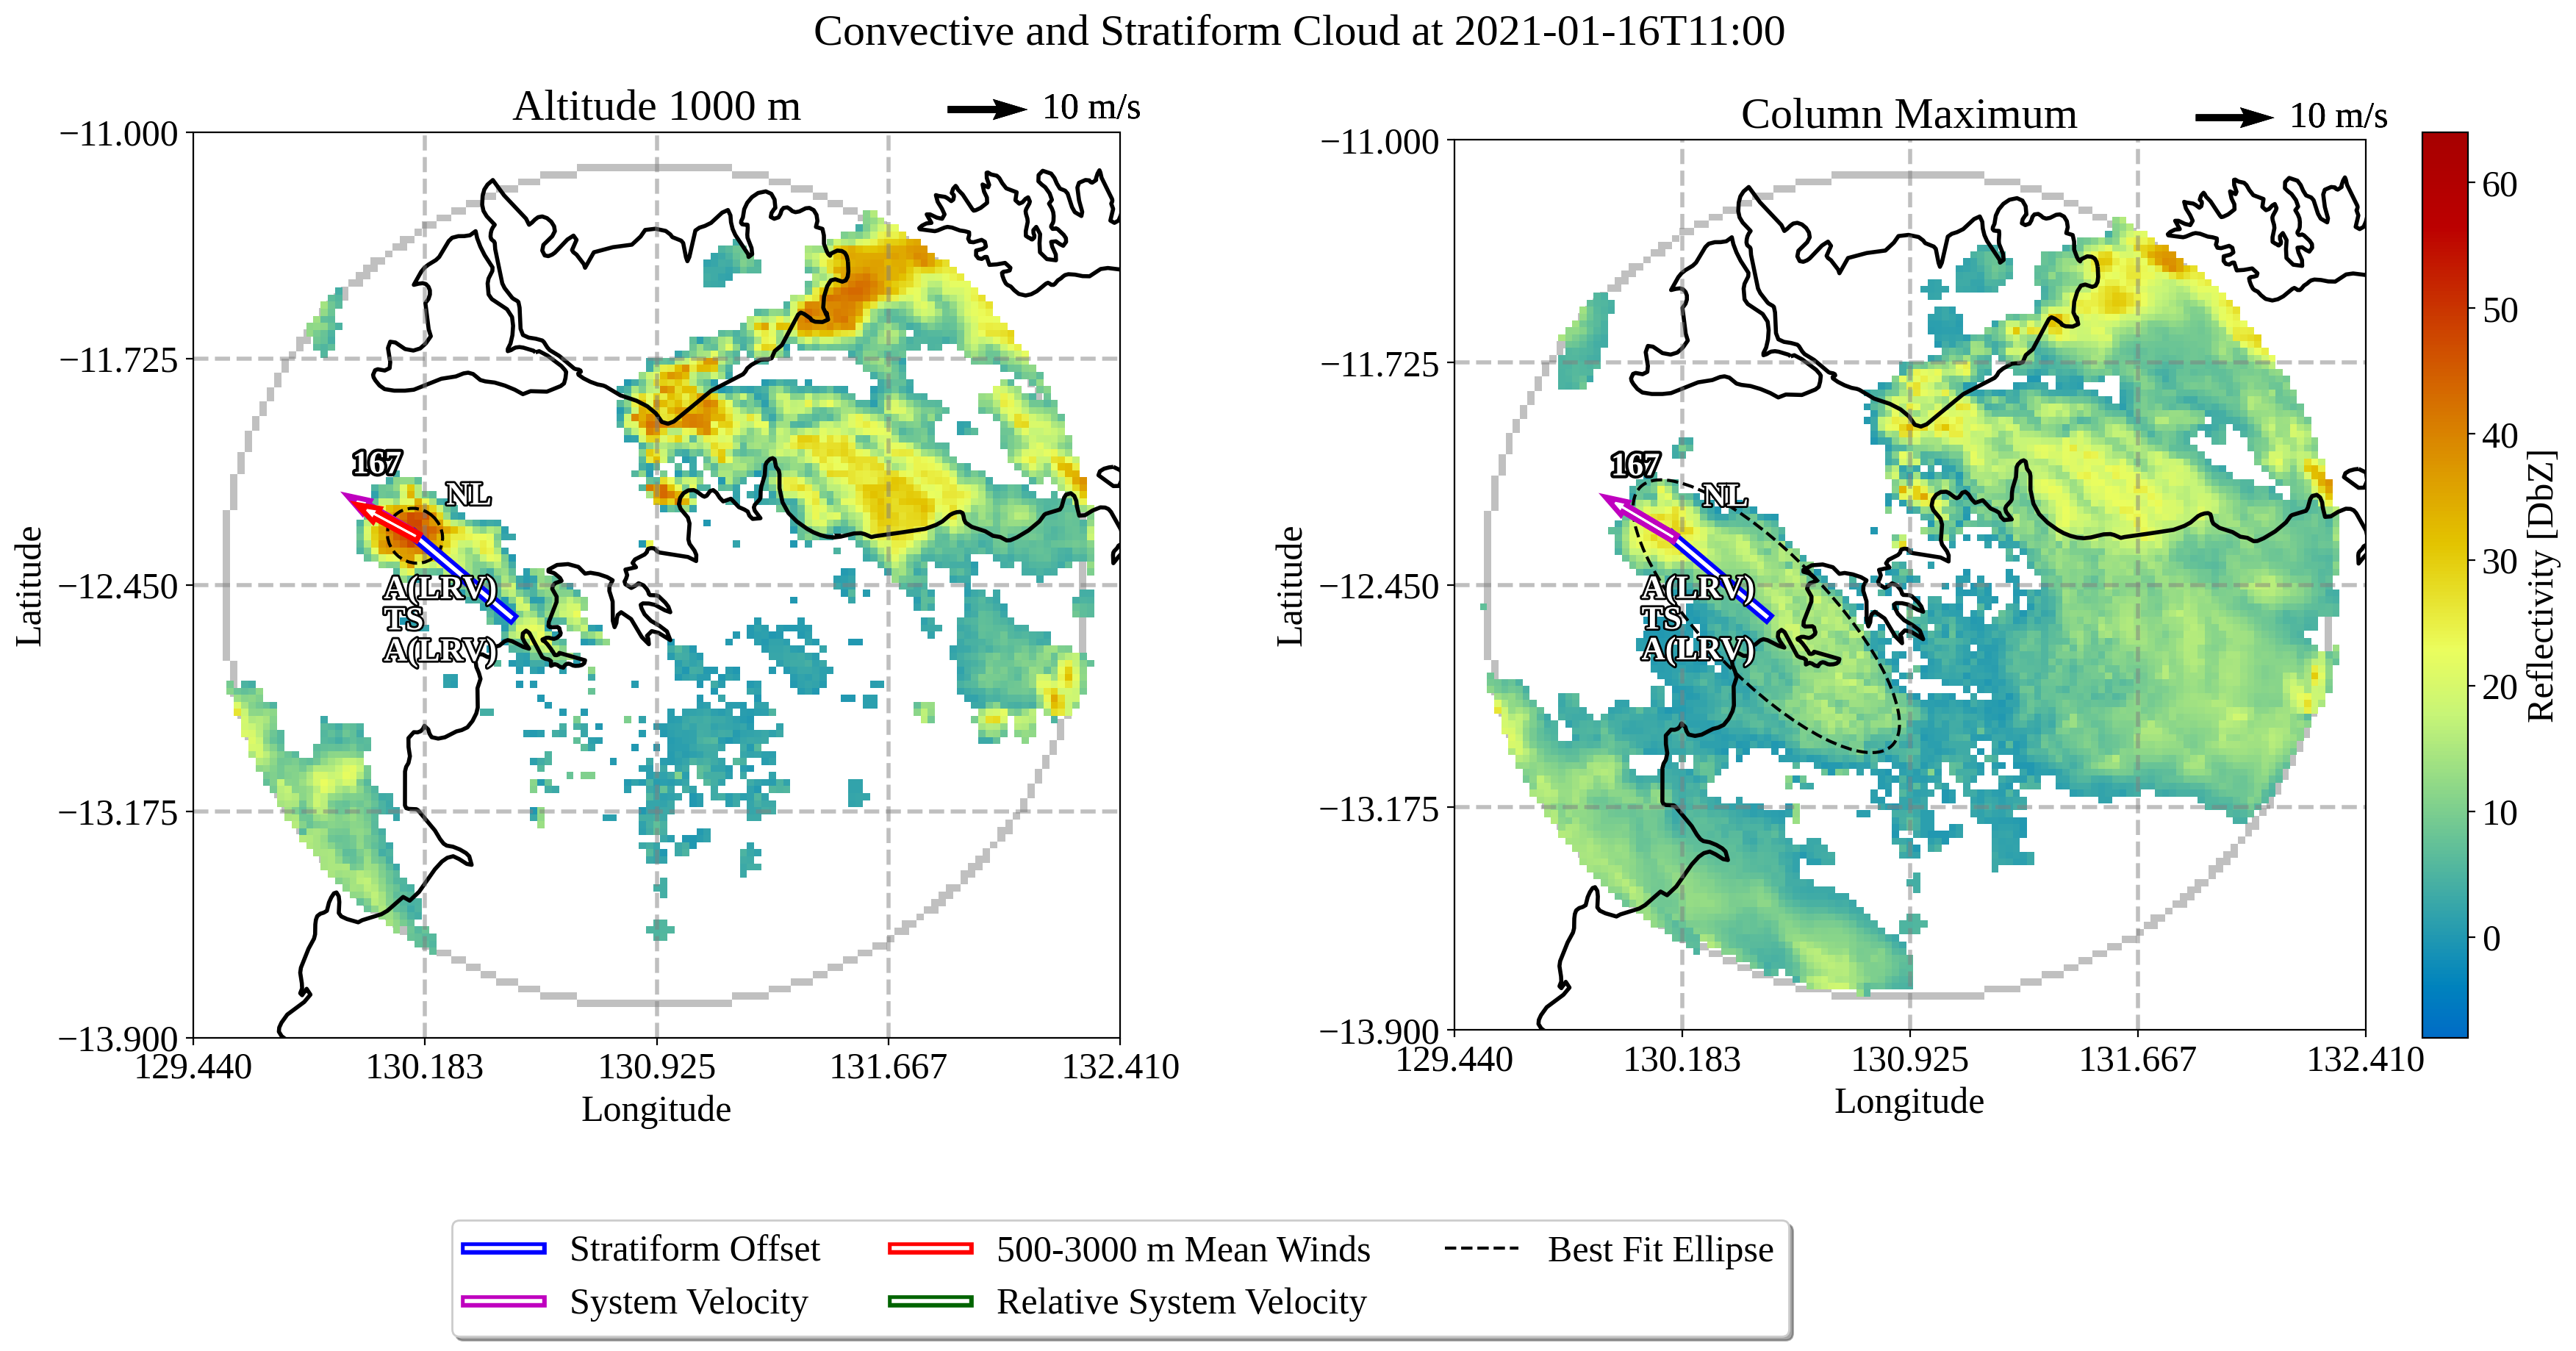 Convective and Stratiform Cloud at 2021-01-16T11:00
Altitude 1000 m
10 m/s
−11.000
−11.725
−12.450
−13.175
−13.900
129.440
130.183
130.925
131.667
132.410
Latitude
Longitude
167
NL
A(LRV)
TS
A(LRV)
Column Maximum
10 m/s
−11.000
−11.725
−12.450
−13.175
−13.900
129.440
130.183
130.925
131.667
132.410
Latitude
Longitude
167
NL
A(LRV)
TS
A(LRV)
60
50
40
30
20
10
0
Reflectivity [DbZ]
Stratiform Offset
System Velocity
500-3000 m Mean Winds
Relative System Velocity
Best Fit Ellipse